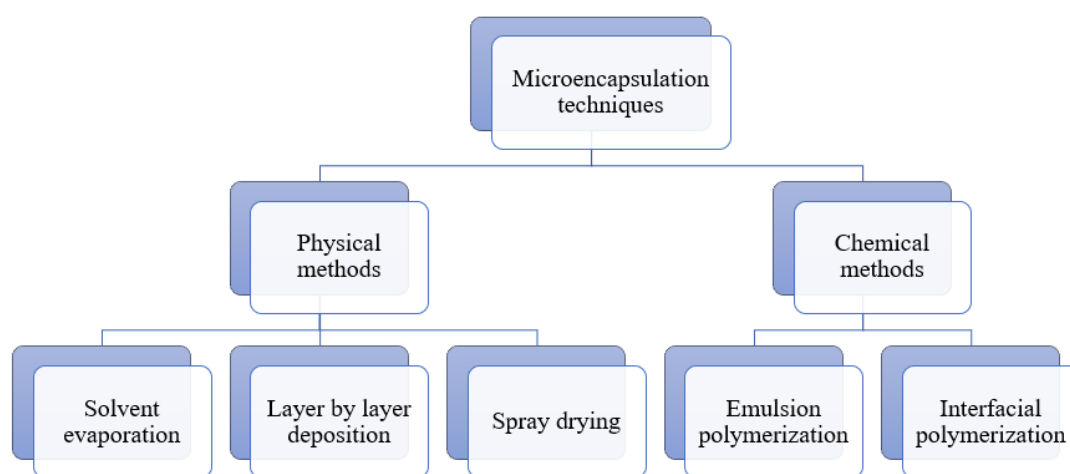 Microencapsulation
techniques
Physical
methods
Chemical
methods
Solvent
evaporation
Layer by layer
deposition
Spray drying
Emulsion
polymerization
Interfacial
polymerization